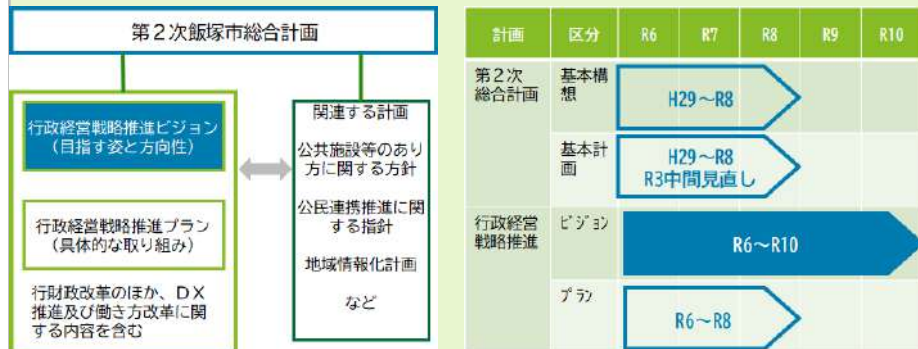 第２次飯塚市総合計画
行政経営戦略推進ビジョン
（目指す姿と方向性）
行政経営戦略推進プラン
（具体的な取り組み）
行財政改革のほか、ＤＸ
推進及び働き方改革に関
する内容を含む
関連する計画
公共施設等のあり
方に関する方針
公民連携推進に関
する指針
地域情報化計画
など
計画 区分 R6 R7 R8 R9 R10
第２次
総合計画
基本構
想
H29～R8
基本計
画
H29～R8
R3中間見直し
行政経営
戦略推進
ﾋﾞｼﾞｮﾝ
R6～R10
ﾌﾟﾗﾝ
R6～R8